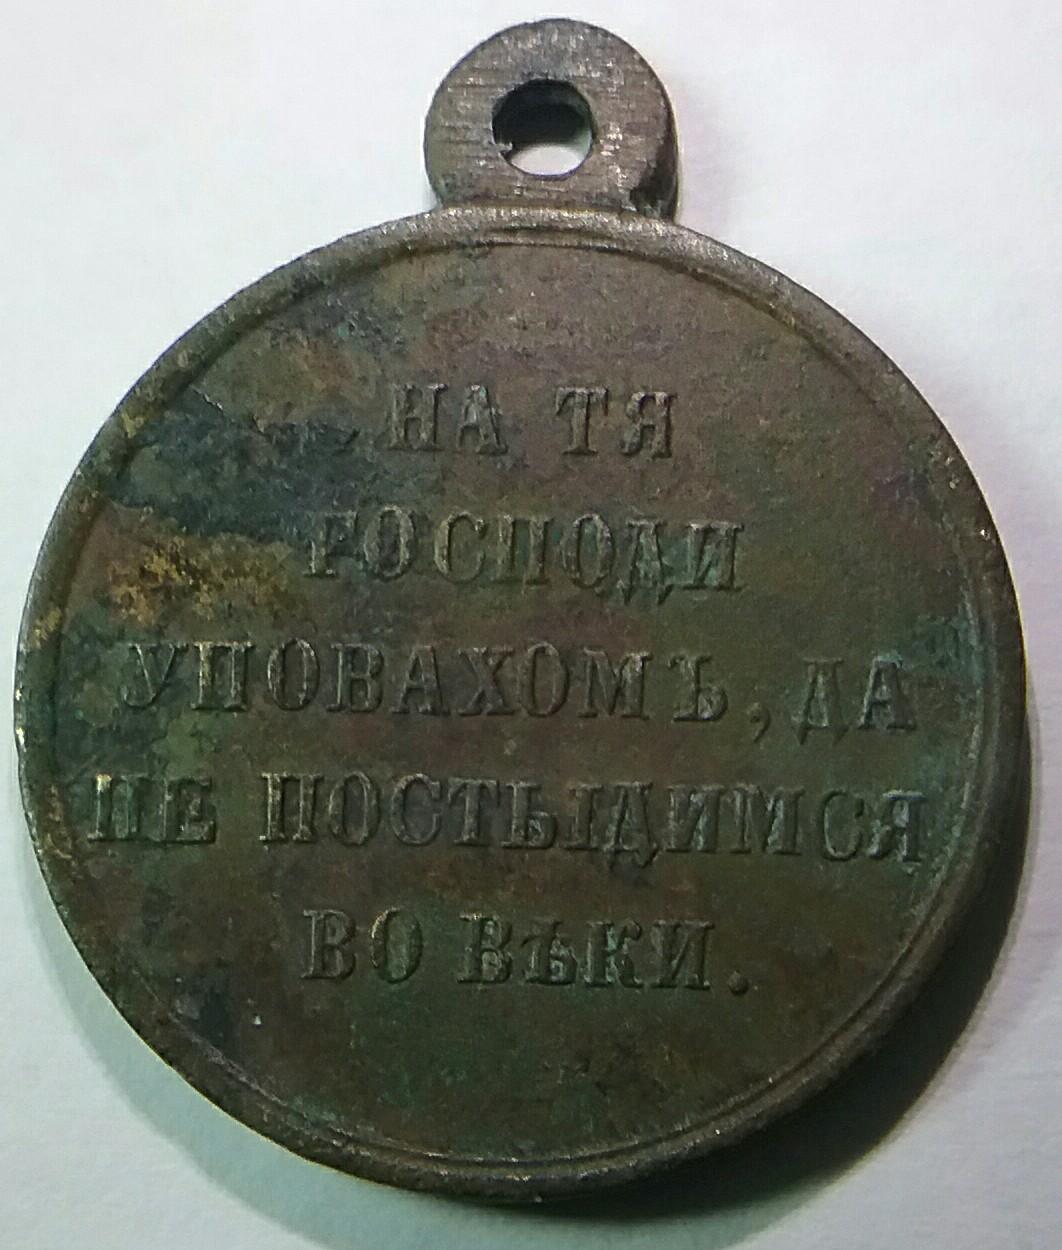 НА ТЯ
ГОСПОДИ
УПОВАХОМЪ, ДА
НЕ ПОСТЫДИМСЯ
ВО ВѢКИ.